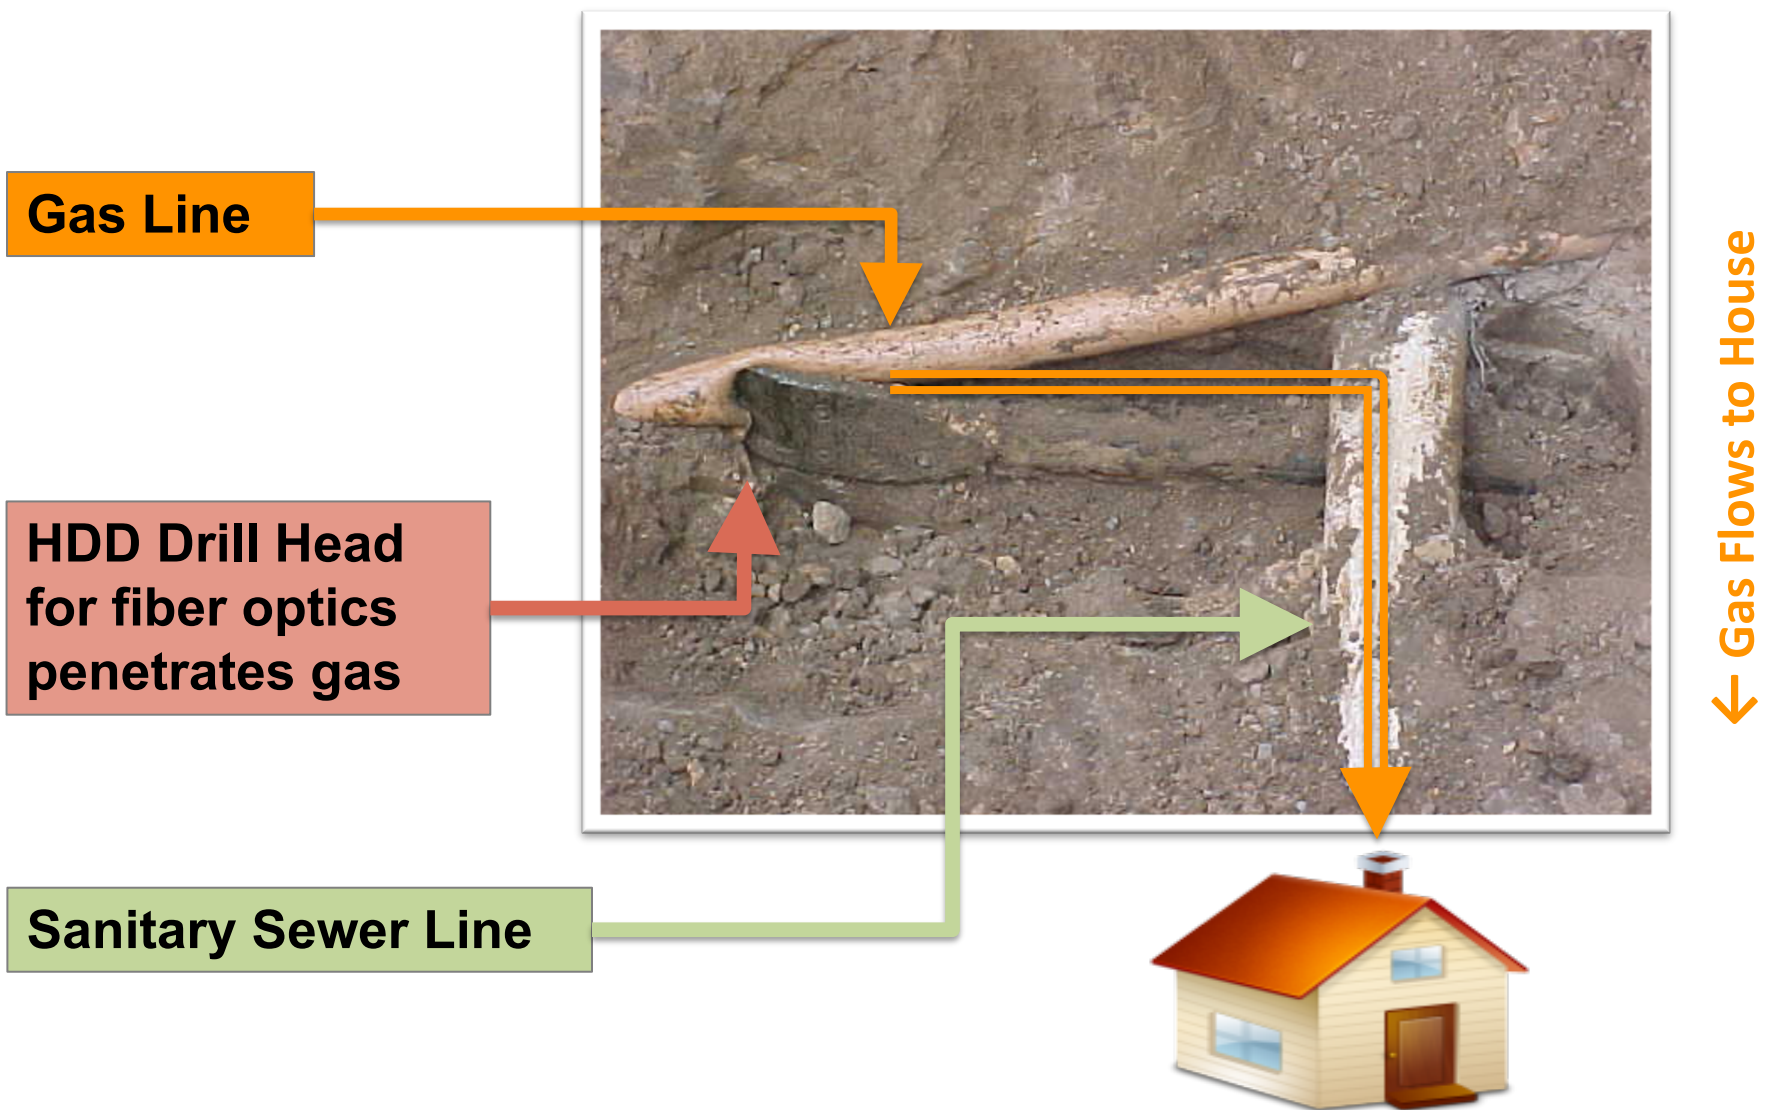 Gas Line
HDD Drill Head
for fiber optics
penetrates gas
Sanitary Sewer Line
← Gas Flows to House